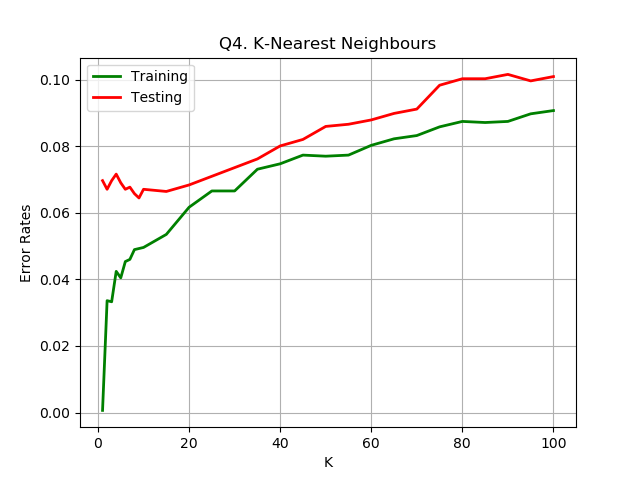 Q4. K-Nearest Neighbours
Training
Testing
0.10
0.08
0.06
0.04
0.02
0.00
Error Rates
0 20 40 60 80 100
K